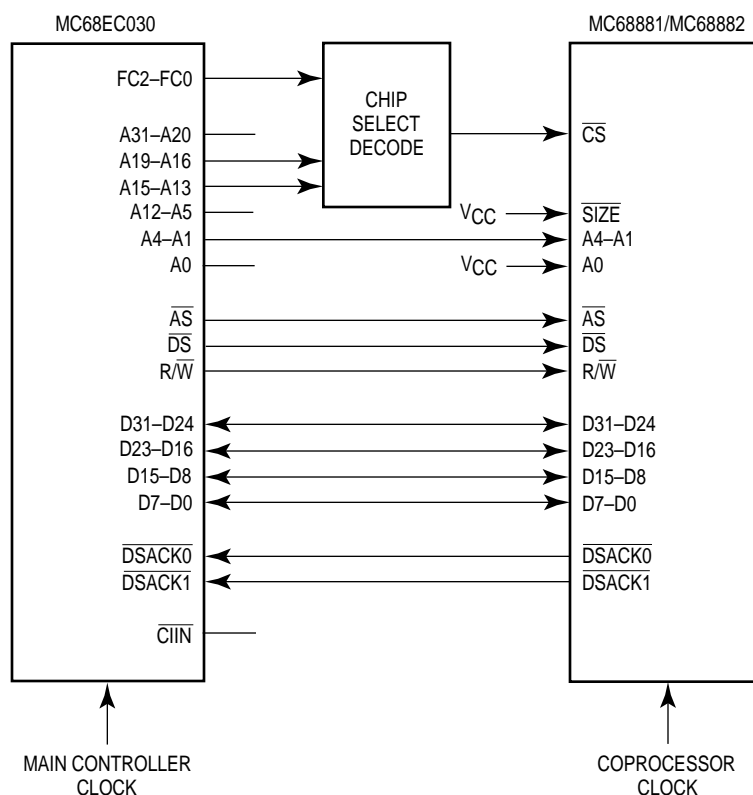 MC68EC030
MC68881/MC68882
FC2–FC0
CHIP
SELECT
DECODE
CS
A31–A20
A19–A16
A15–A13
A12–A5
VCC
SIZE
A4–A1
A4–A1
A0
VCC
A0
AS
AS
DS
DS
R/W
R/W
D31–D24
D31–D24
D23–D16
D23–D16
D15–D8
D15–D8
D7–D0
D7–D0
DSACK0
DSACK0
DSACK1
DSACK1
CIIN
MAIN CONTROLLER
CLOCK
COPROCESSOR
CLOCK